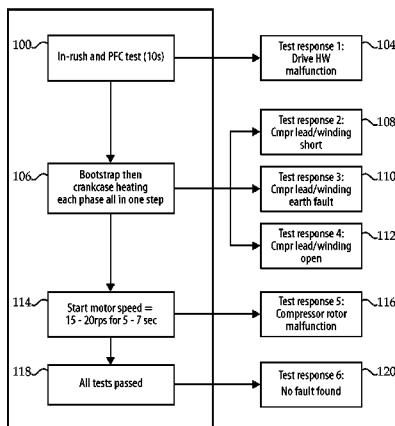 100
In-rush and PFC test (10s)
Test response 1:
Drive HW
malfunction
104
Test response 2:
Cmpr lead/winding
short
108
106
Bootstrap then
crankcase heating
each phase all in one step
Test response 3:
Cmpr lead/winding
earth fault
110
Test response 4:
Cmpr lead/winding
open
112
114
Start motor speed =
15 - 20rps for 5 - 7 sec
Test response 5:
Compressor rotor
malfunction
116
118
All tests passed
Test response 6:
No fault found
120